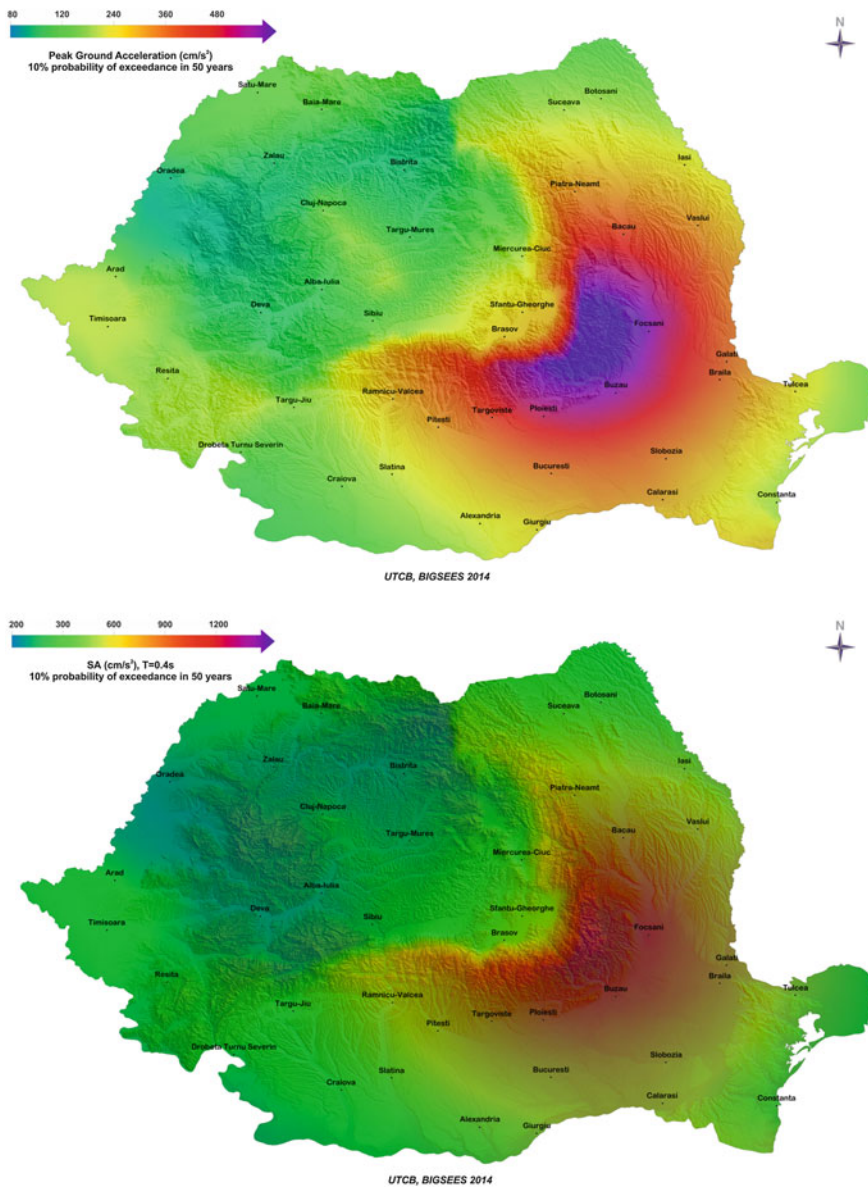 80 120 240 360 480
Peak Ground Acceleration (cm/s²)
10% probability of exceedance in 50 years
N
Satu-Mare
Baia-Mare
Suceava
Botosani
Oradea
Zalau
Bistrita
Iasi
Piatra-Neamt
Cluj-Napoca
Targu-Mures
Bacau
Vaslui
Miercurea-Ciuc
Arad
Alba-Iulia
Deva
Sibiu
Sfantu-Gheorghe
Timisoara
Brasov
Focsani
Resita
Galati
Braila
Tulcea
Targu-Jiu
Ramnicu-Valcea
Pitesti
Targoviste
Ploiesti
Buzau
Drobeta Turnu Severin
Craiova
Slatina
Bucuresti
Slobozia
Alexandria
Giurgiu
Calarasi
Constanta
UTCB, BIGSEES 2014
200 300 600 900 1200
SA (cm/s²), T=0.4s
10% probability of exceedance in 50 years
N
Satu-Mare
Baia-Mare
Suceava
Botosani
Oradea
Zalau
Bistrita
Iasi
Piatra-Neamt
Cluj-Napoca
Targu-Mures
Bacau
Vaslui
Miercurea-Ciuc
Arad
Alba-Iulia
Deva
Sibiu
Sfantu-Gheorghe
Timisoara
Brasov
Focsani
Resita
Galati
Braila
Tulcea
Targu-Jiu
Ramnicu-Valcea
Pitesti
Targoviste
Ploiesti
Buzau
Drobeta Turnu Severin
Craiova
Slatina
Bucuresti
Slobozia
Alexandria
Giurgiu
Calarasi
Constanta
UTCB, BIGSEES 2014